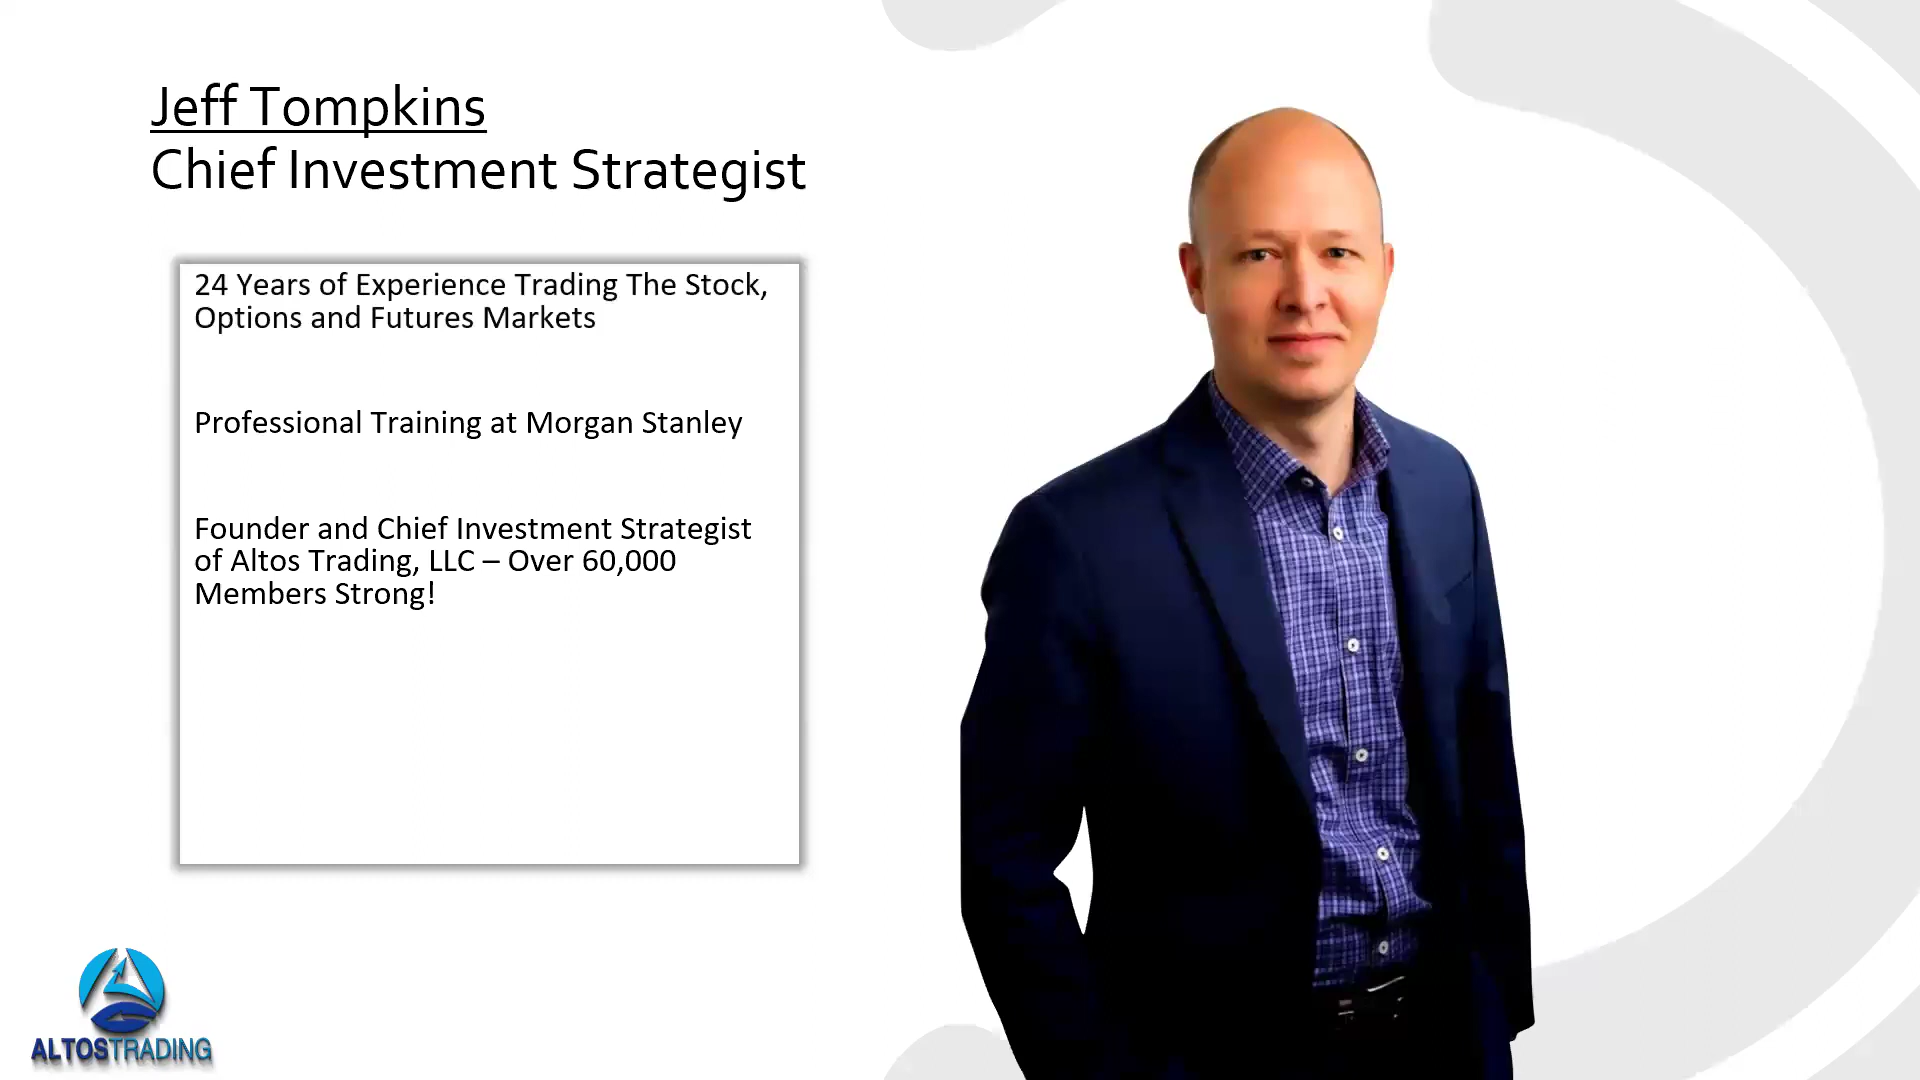 Jeff Tompkins
Chief Investment Strategist
24 Years of Experience Trading The Stock,
Options and Futures Markets
Professional Training at Morgan Stanley
Founder and Chief Investment Strategist
of Altos Trading, LLC – Over 60,000
Members Strong!
ALTOSTRADING